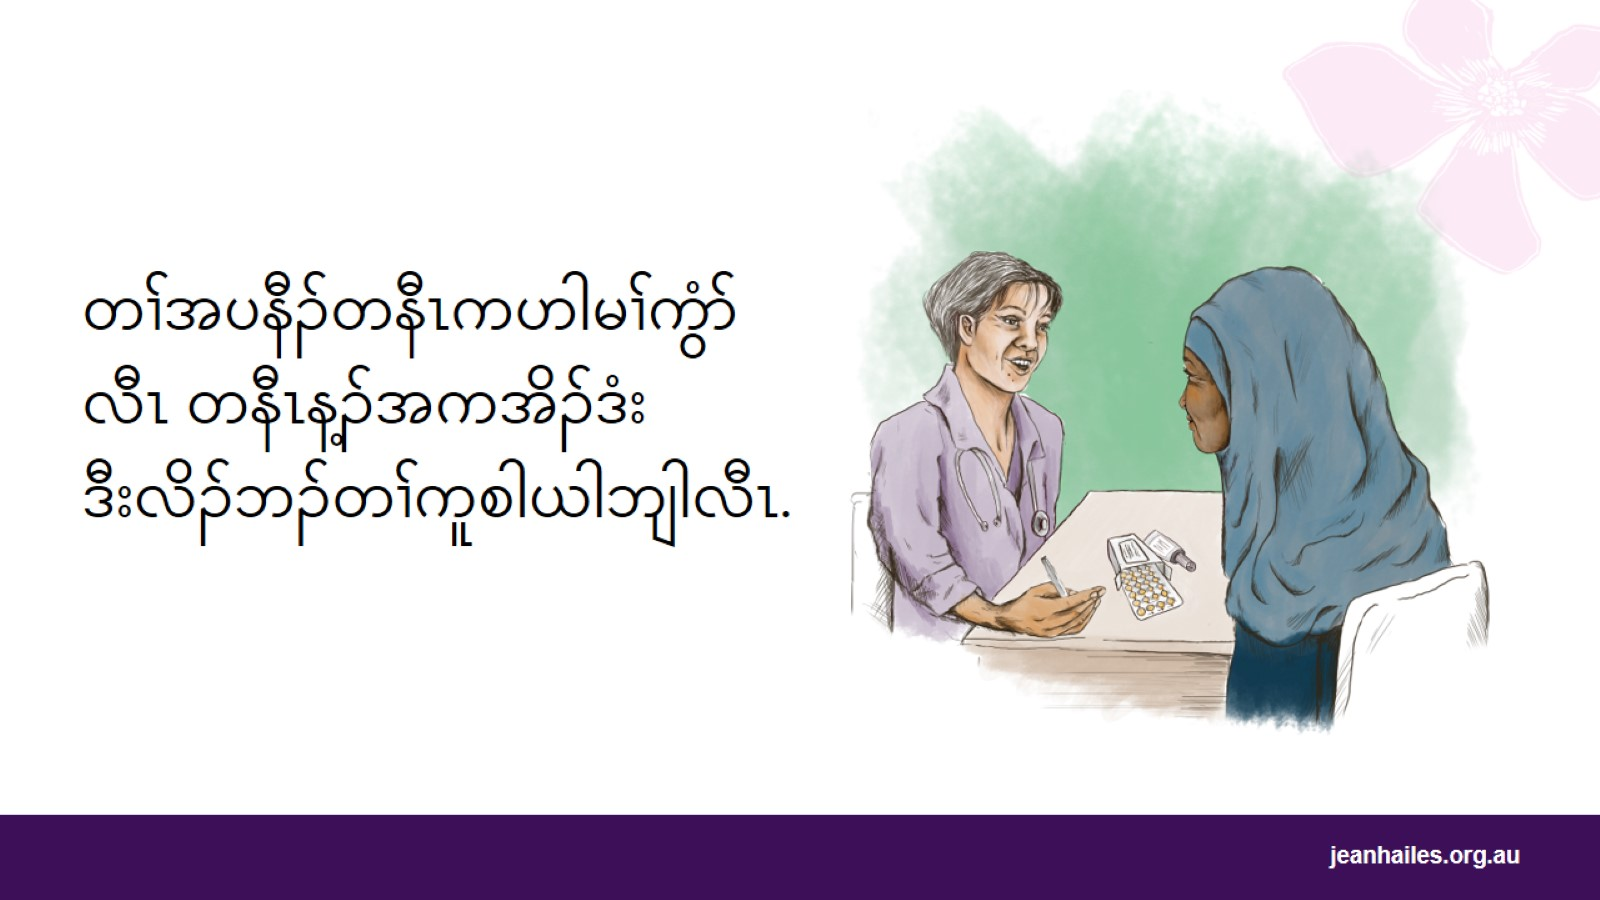 တၢ်အပနီၣ်တနီၤကဟါမၢ်ကွံာ်
လီၤ တနီၤန့ၣ်အကအိၣ်ဒံး
ဒီးလိၣ်ဘၣ်တၢ်ကူစါယါဘျါလီၤ.
jeanhailes.org.au